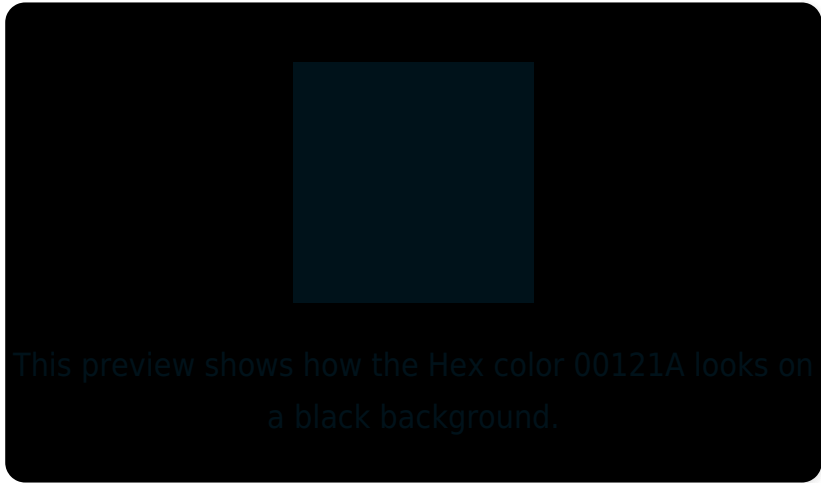 This preview shows how the Hex color 00121A looks on
a black background.